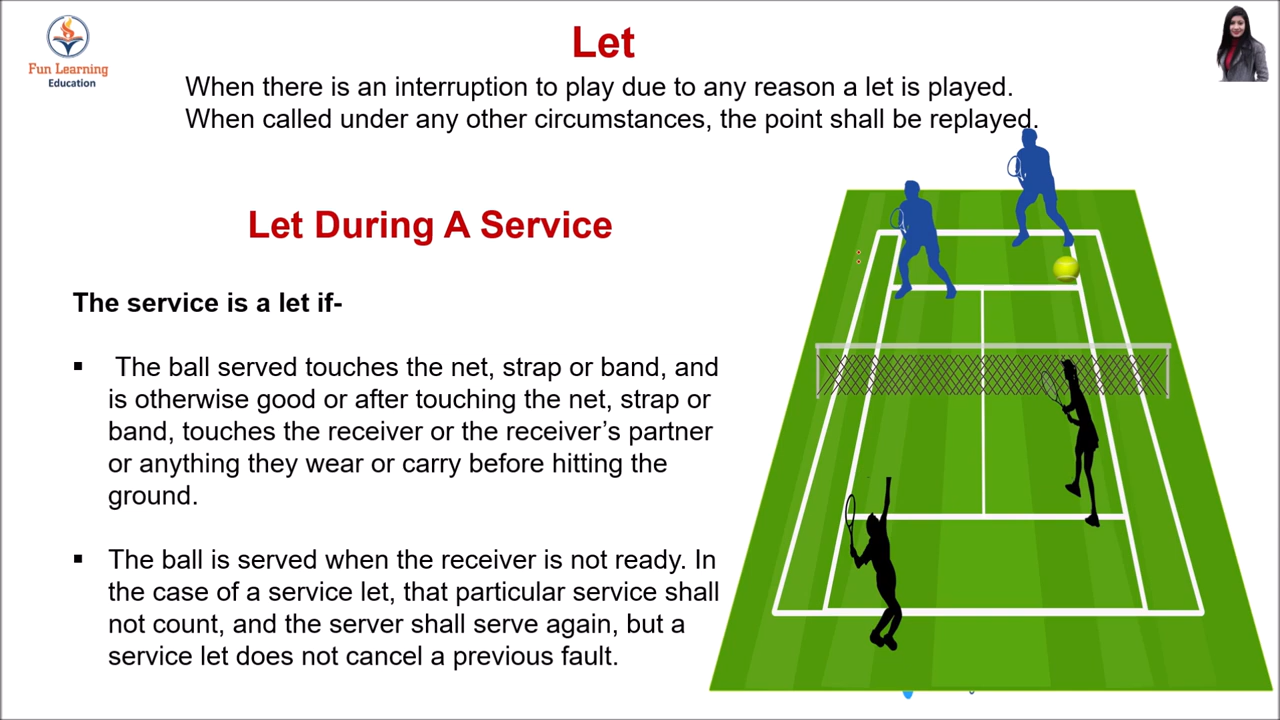 Fun Learning
Education
Let
When there is an interruption to play due to any reason a let is played.
When called under any other circumstances, the point shall be replayed.
Let During A Service
The service is a let if-
▪ The ball served touches the net, strap or band, and
is otherwise good or after touching the net, strap or
band, touches the receiver or the receiver’s partner
or anything they wear or carry before hitting the
ground.
▪ The ball is served when the receiver is not ready. In
the case of a service let, that particular service shall
not count, and the server shall serve again, but a
service let does not cancel a previous fault.